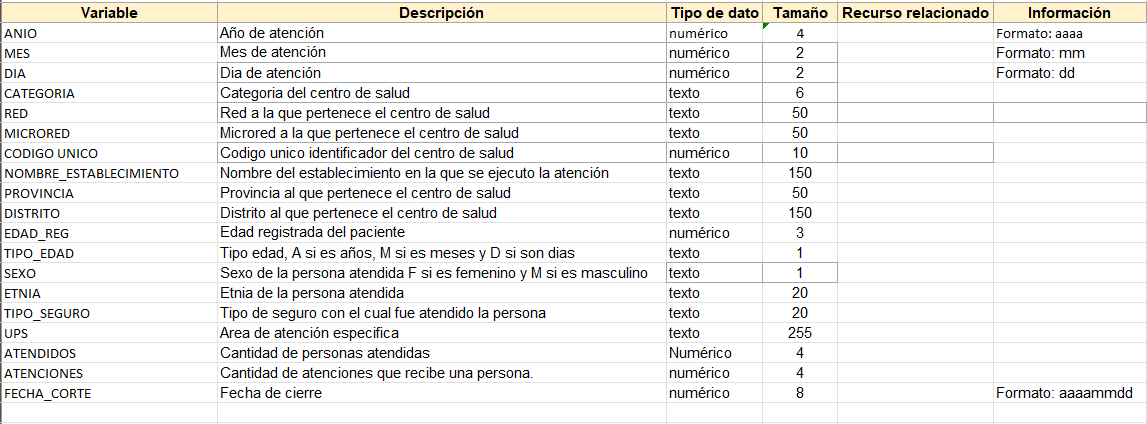 Variable Descripción Tipo de dato Tamaño Recurso relacionado Información
ANIO Año de atención numérico 4 Formato: aaaa
MES Mes de atención numérico 2 Formato: mm
DIA Dia de atención numérico 2 Formato: dd
CATEGORIA Categoria del centro de salud texto 6
RED Red a la que pertenece el centro de salud texto 50
MICRORED Microred a la que pertenece el centro de salud texto 50
CODIGO UNICO Codigo unico identificador del centro de salud numérico 10
NOMBRE_ESTABLECIMIENTO Nombre del establecimiento en la que se ejecuto la atención texto 150
PROVINCIA Provincia al que pertenece el centro de salud texto 50
DISTRITO Distrito al que pertenece el centro de salud texto 150
EDAD_REG Edad registrada del paciente numérico 3
TIPO_EDAD Tipo edad, A si es años, M si es meses y D si son dias texto 1
SEXO Sexo de la persona atendida F si es femenino y M si es masculino texto 1
ETNIA Etnia de la persona atendida texto 20
TIPO_SEGURO Tipo de seguro con el cual fue atendido la persona texto 20
UPS Area de atención especifica texto 255
ATENDIDOS Cantidad de personas atendidas Numérico 4
ATENCIONES Cantidad de atenciones que recibe una persona. numérico 4
FECHA_CORTE Fecha de cierre numérico 8 Formato: aaaammdd